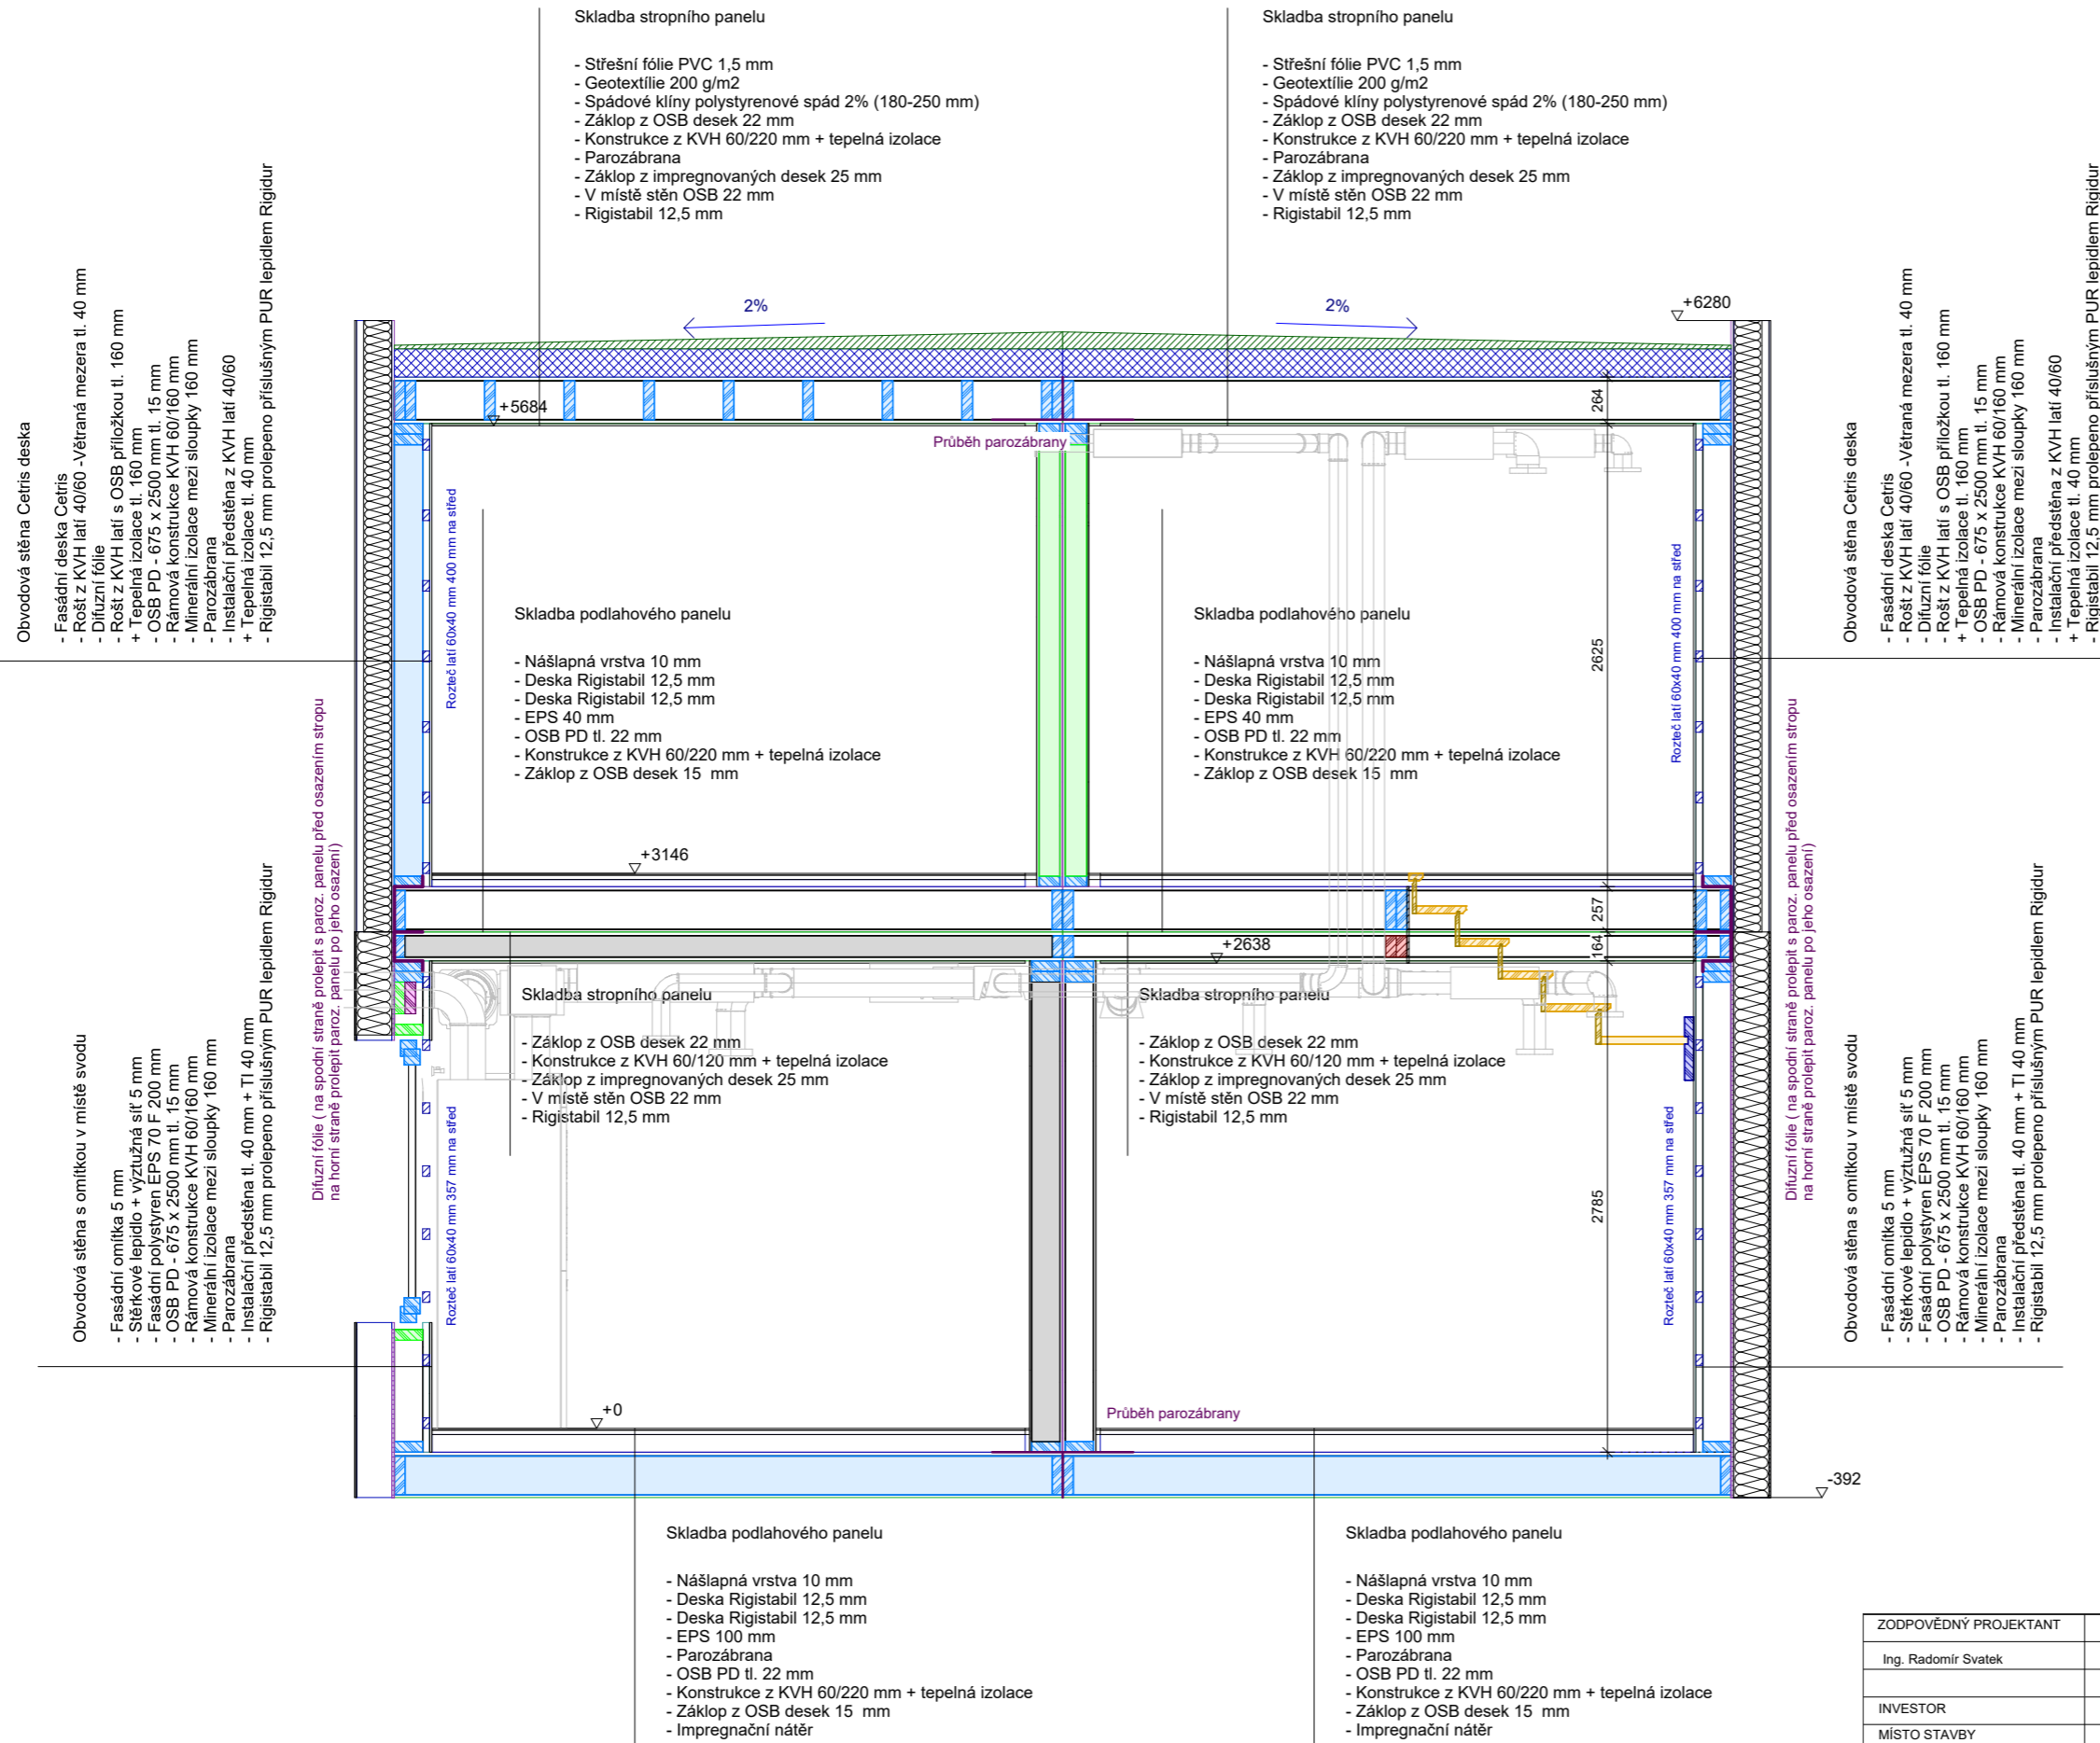 Skladba stropního panelu
- Střešní fólie PVC 1,5 mm
- Geotextílie 200 g/m2
- Spádové klíny polystyrenové spád 2% (180-250 mm)
- Záklop z OSB desek 22 mm
- Konstrukce z KVH 60/220 mm + tepelná izolace
- Parozábrana
- Záklop z impregnovaných desek 25 mm
- V místě stěn OSB 22 mm
- Rigistabil 12,5 mm
Skladba stropního panelu
- Střešní fólie PVC 1,5 mm
- Geotextílie 200 g/m2
- Spádové klíny polystyrenové spád 2% (180-250 mm)
- Záklop z OSB desek 22 mm
- Konstrukce z KVH 60/220 mm + tepelná izolace
- Parozábrana
- Záklop z impregnovaných desek 25 mm
- V místě stěn OSB 22 mm
- Rigistabil 12,5 mm
Obvodová stěna Cetris deska
- Fasádní deska Cetris
- Rošt z KVH latí 40/60 -Větraná mezera tl. 40 mm
- Difuzní fólie
- Rošt z KVH latí s OSB příložkou tl. 160 mm
+ Tepelná izolace tl. 160 mm
- OSB PD - 675 x 2500 mm tl. 15 mm
- Rámová konstrukce KVH 60/160 mm
- Minerální izolace mezi sloupky 160 mm
- Parozábrana
- Instalační předstěna z KVH latí 40/60
+ Tepelná izolace tl. 40 mm
- Rigistabil 12,5 mm prolepeno příslušným PUR lepidlem Rigidur
2%
2%
+6280
+5684
264
Průběh parozábrany
Rozteč latí 60x40 mm 400 mm na střed
Rozteč latí 60x40 mm 400 mm na střed
2625
Obvodová stěna Cetris deska
- Fasádní deska Cetris
- Rošt z KVH latí 40/60 -Větraná mezera tl. 40 mm
- Difuzní fólie
- Rošt z KVH latí s OSB příložkou tl. 160 mm
+ Tepelná izolace tl. 160 mm
- OSB PD - 675 x 2500 mm tl. 15 mm
- Rámová konstrukce KVH 60/160 mm
- Minerální izolace mezi sloupky 160 mm
- Parozábrana
- Instalační předstěna z KVH latí 40/60
+ Tepelná izolace tl. 40 mm
- Rigistabil 12,5 mm prolepeno příslušným PUR lepidlem Rigidur
Skladba podlahového panelu
- Nášlapná vrstva 10 mm
- Deska Rigistabil 12,5 mm
- Deska Rigistabil 12,5 mm
- EPS 40 mm
- OSB PD tl. 22 mm
- Konstrukce z KVH 60/220 mm + tepelná izolace
- Záklop z OSB desek 15 mm
Skladba podlahového panelu
- Nášlapná vrstva 10 mm
- Deska Rigistabil 12,5 mm
- Deska Rigistabil 12,5 mm
- EPS 40 mm
- OSB PD tl. 22 mm
- Konstrukce z KVH 60/220 mm + tepelná izolace
- Záklop z OSB desek 15 mm
Difuzní fólie ( na spodní straně prolepit s paroz. panelu před osazením stropu
na horní straně prolepit paroz. panelu po jeho osazení)
Difuzní fólie ( na spodní straně prolepit s paroz. panelu před osazením stropu
na horní straně prolepit paroz. panelu po jeho osazení)
+3146
257
164
+2638
Obvodová stěna s omítkou v místě svodu
- Fasádní omítka 5 mm
- Stěrkové lepidlo + výztužná síť 5 mm
- Fasádní polystyren EPS 70 F 200 mm
- OSB PD - 675 x 2500 mm tl. 15 mm
- Rámová konstrukce KVH 60/160 mm
- Minerální izolace mezi sloupky 160 mm
- Parozábrana
- Instalační předstěna tl. 40 mm + TI 40 mm
- Rigistabil 12,5 mm prolepeno příslušným PUR lepidlem Rigidur
Skladba stropního panelu
- Záklop z OSB desek 22 mm
- Konstrukce z KVH 60/120 mm + tepelná izolace
- Záklop z impregnovaných desek 25 mm
- V místě stěn OSB 22 mm
- Rigistabil 12,5 mm
Skladba stropního panelu
- Záklop z OSB desek 22 mm
- Konstrukce z KVH 60/120 mm + tepelná izolace
- Záklop z impregnovaných desek 25 mm
- V místě stěn OSB 22 mm
- Rigistabil 12,5 mm
Rozteč latí 60x40 mm 357 mm na střed
Rozteč latí 60x40 mm 357 mm na střed
2785
Obvodová stěna s omítkou v místě svodu
- Fasádní omítka 5 mm
- Stěrkové lepidlo + výztužná síť 5 mm
- Fasádní polystyren EPS 70 F 200 mm
- OSB PD - 675 x 2500 mm tl. 15 mm
- Rámová konstrukce KVH 60/160 mm
- Minerální izolace mezi sloupky 160 mm
- Parozábrana
- Instalační předstěna tl. 40 mm + TI 40 mm
- Rigistabil 12,5 mm prolepeno příslušným PUR lepidlem Rigidur
+0
Průběh parozábrany
-392
Skladba podlahového panelu
- Nášlapná vrstva 10 mm
- Deska Rigistabil 12,5 mm
- Deska Rigistabil 12,5 mm
- EPS 100 mm
- Parozábrana
- OSB PD tl. 22 mm
- Konstrukce z KVH 60/220 mm + tepelná izolace
- Záklop z OSB desek 15 mm
- Impregnační nátěr
Skladba podlahového panelu
- Nášlapná vrstva 10 mm
- Deska Rigistabil 12,5 mm
- Deska Rigistabil 12,5 mm
- EPS 100 mm
- Parozábrana
- OSB PD tl. 22 mm
- Konstrukce z KVH 60/220 mm + tepelná izolace
- Záklop z OSB desek 15 mm
- Impregnační nátěr
ZODPOVĚDNÝ PROJEKTANT
Ing. Radomír Svatek
INVESTOR
MÍSTO STAVBY